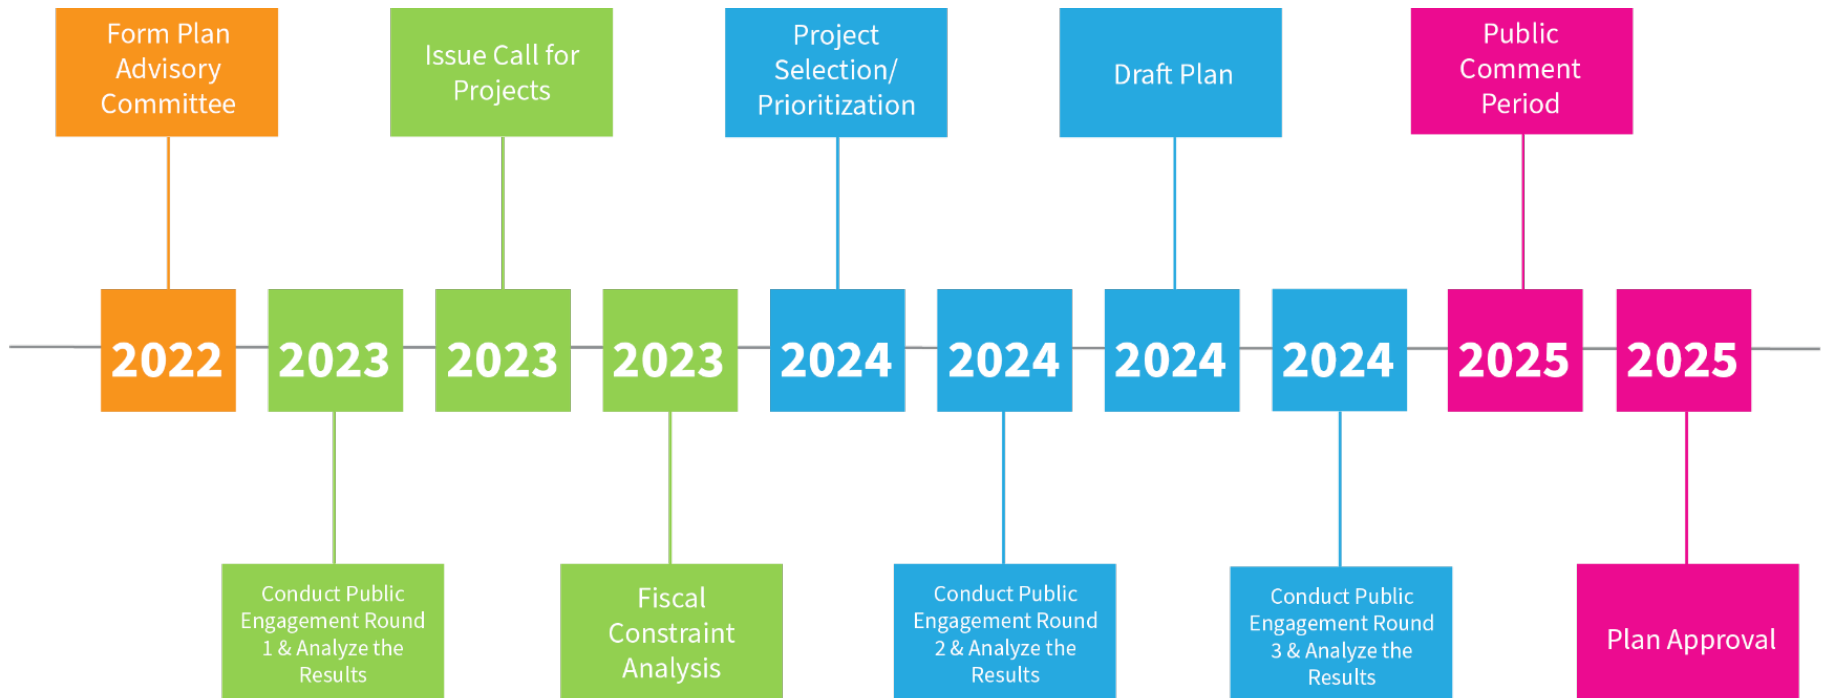 Form Plan
Advisory
Committee
Issue Call for
Projects
Project
Selection/
Prioritization
Draft Plan
Public
Comment
Period
2022
2023
2023
2023
2024
2024
2024
2024
2025
2025
Conduct Public
Engagement Round
1 & Analyze the
Results
Fiscal
Constraint
Analysis
Conduct Public
Engagement Round
2 & Analyze the
Results
Conduct Public
Engagement Round
3 & Analyze the
Results
Plan Approval